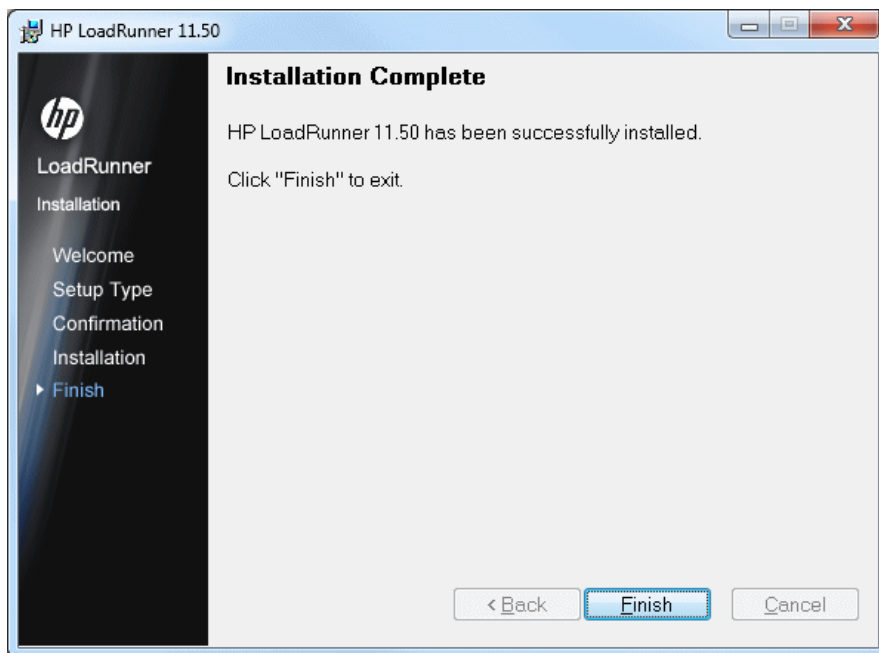 HP LoadRunner 11.50
hp
LoadRunner
Installation
Welcome
Setup Type
Confirmation
Installation
Finish
Installation Complete
HP LoadRunner 11.50 has been successfully installed.
Click "Finish" to exit.
< Back
Finish
Cancel